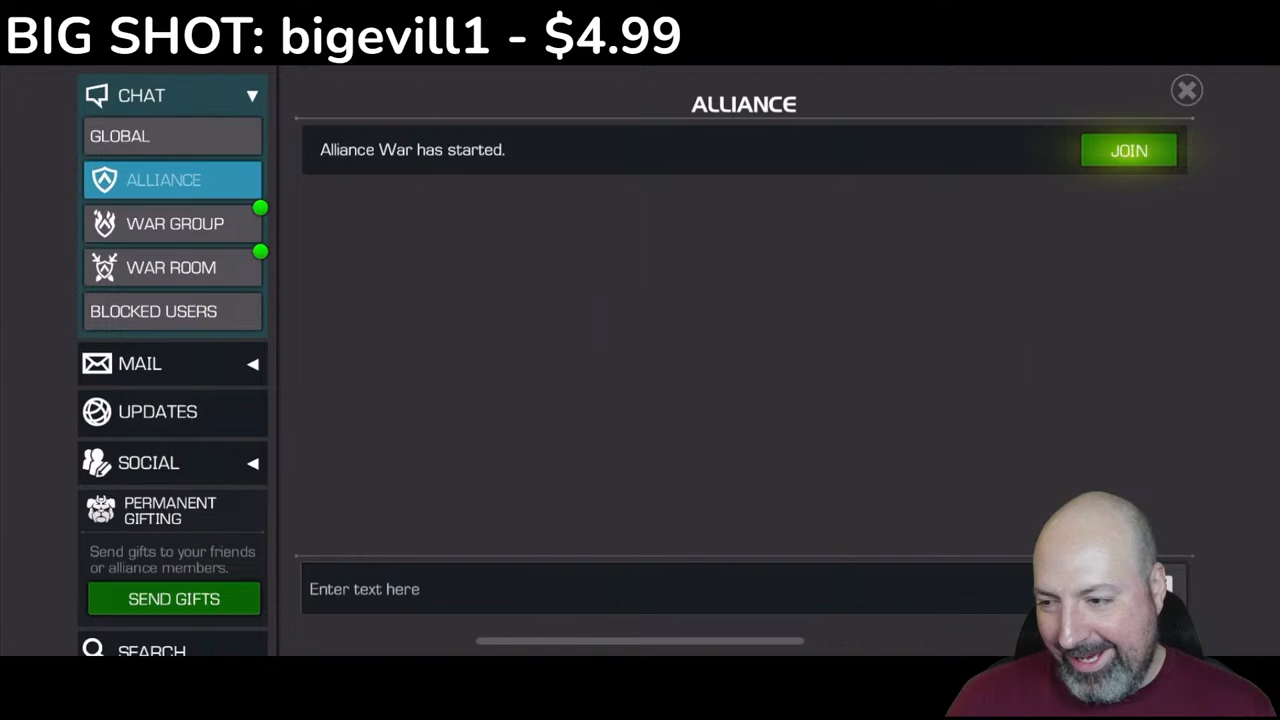 BIG SHOT: bigevill1 - $4.99
CHAT
GLOBAL
ALLIANCE
WAR GROUP
WAR ROOM
BLOCKED USERS
MAIL
UPDATES
SOCIAL
PERMANENT
GIFTING
Send gifts to your friends
or alliance members.
SEND GIFTS
SEARCH
ALLIANCE
Alliance War has started.
JOIN
Enter text here